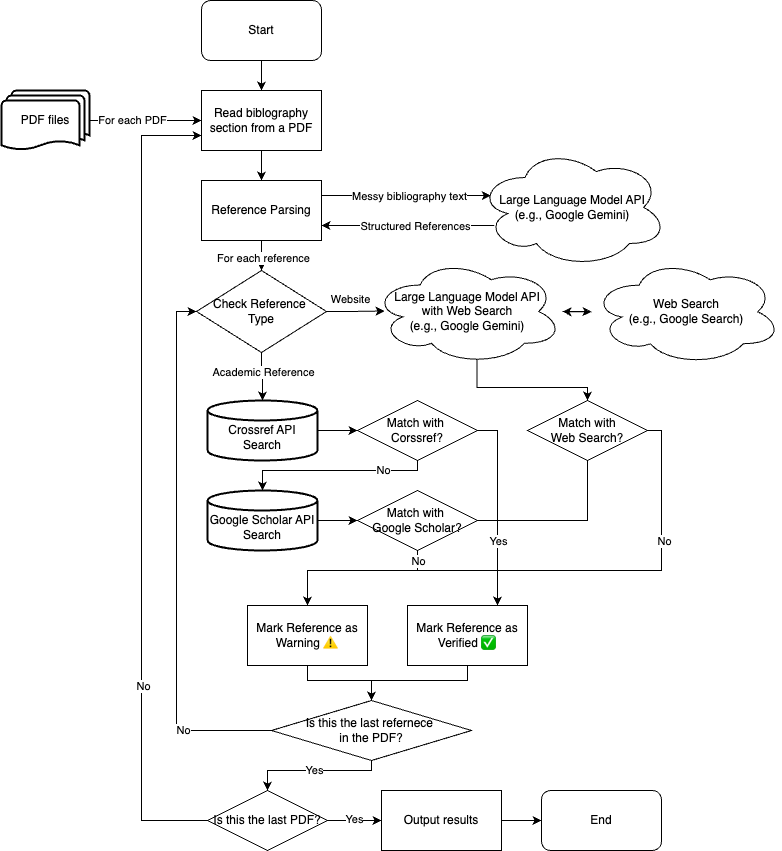 Start
PDF files
For each PDF
Read biblography
section from a PDF
Reference Parsing
Messy bibliography text
Structured References
Large Language Model API
(e.g., Google Gemini)
For each reference
Check Reference
Type
Website
Large Language Model API
with Web Search
(e.g., Google Gemini)
Web Search
(e.g., Google Search)
Academic Reference
Crossref API
Search
Match with
Corssref?
Match with
Web Search?
No
Google Scholar API
Search
Match with
Google Scholar?
Yes
No
No
Mark Reference as
Warning ⚠️
Mark Reference as
Verified ✅
No
Is this the last refernece
in the PDF?
No
Yes
Is this the last PDF?
Yes
Output results
End